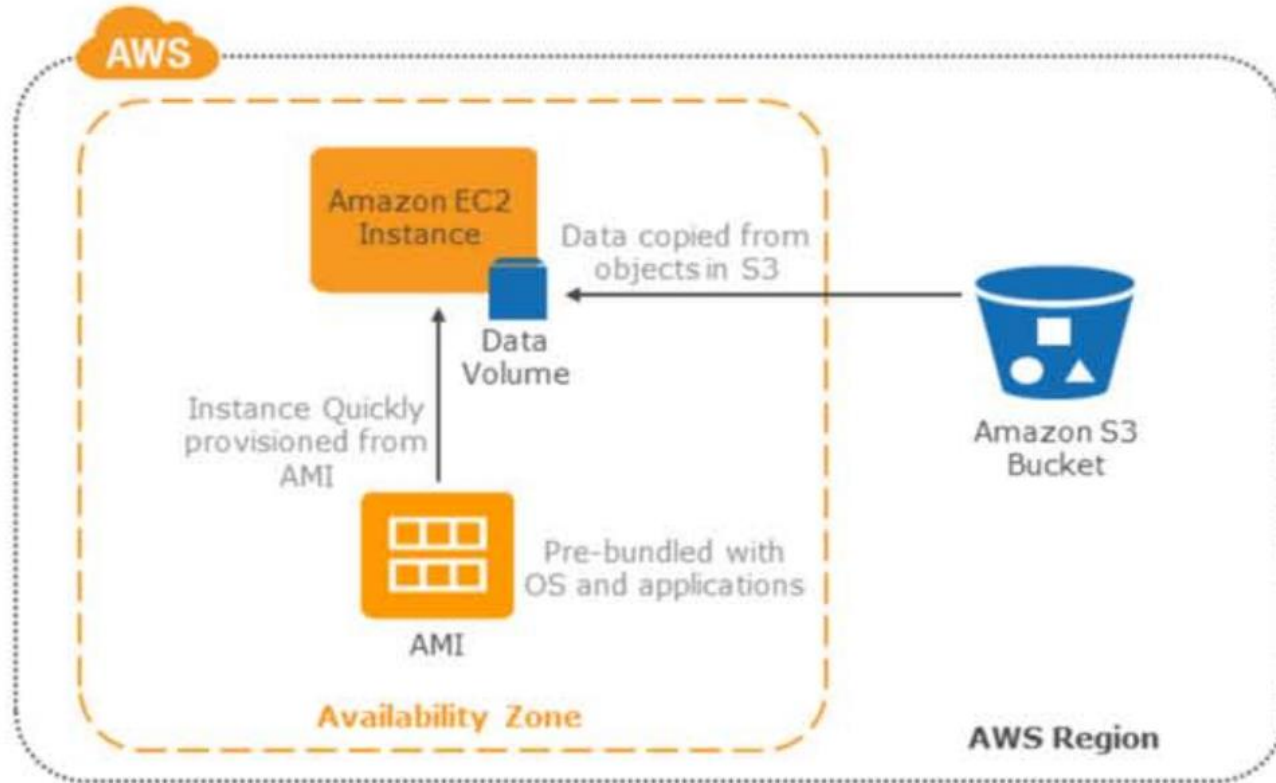 AWS
Amazon EC2
Instance
Data copied from
objects in S3
Data
Volume
Instance Quickly
provisioned from
AMI
Amazon S3
Bucket
Pre-bundled with
OS and applications
AMI
Availability Zone
AWS Region